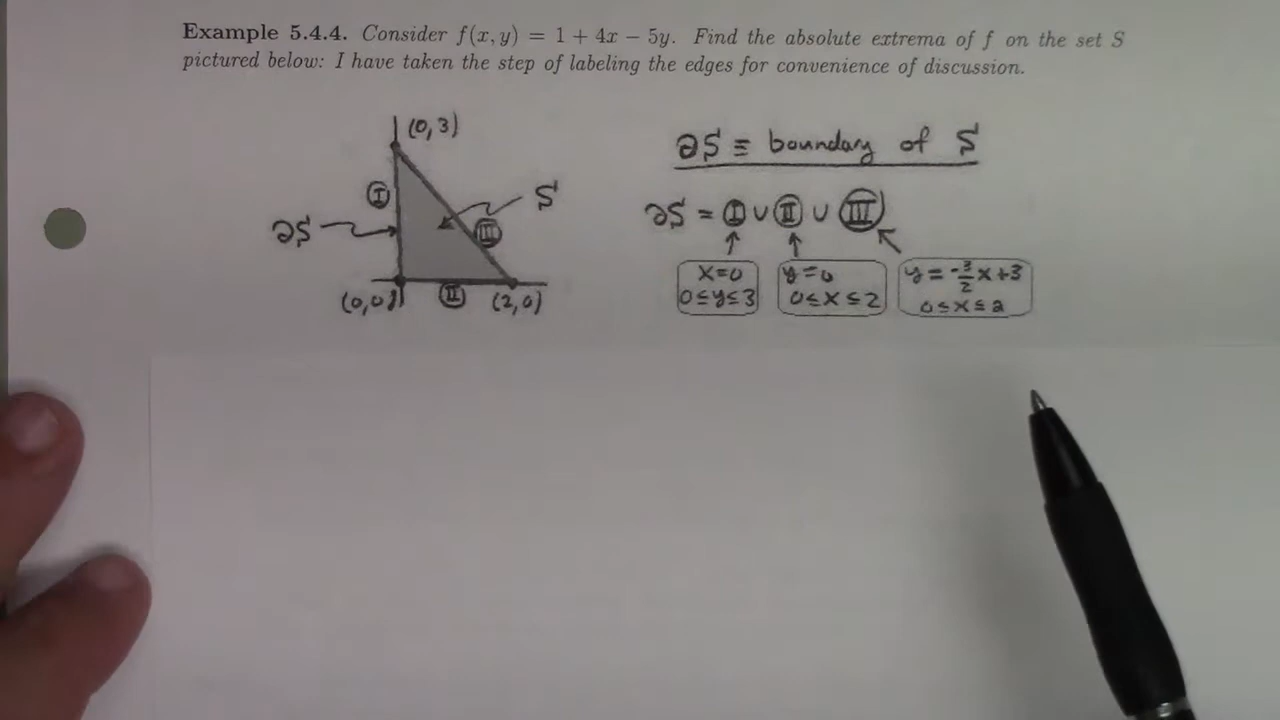 Example 5.4.4. Consider f(x, y) = 1 + 4x − 5y. Find the absolute extrema of f on the set S
pictured below: I have taken the step of labeling the edges for convenience of discussion.
(0,3)
I
S
∂S
III
(0,0)
II
(2,0)
∂S ≡ boundary of S
∂S = I ∪ II ∪ III
x=0
0≤y≤3
y=0
0≤x≤2
y = -3/2 x+3
0≤x≤2